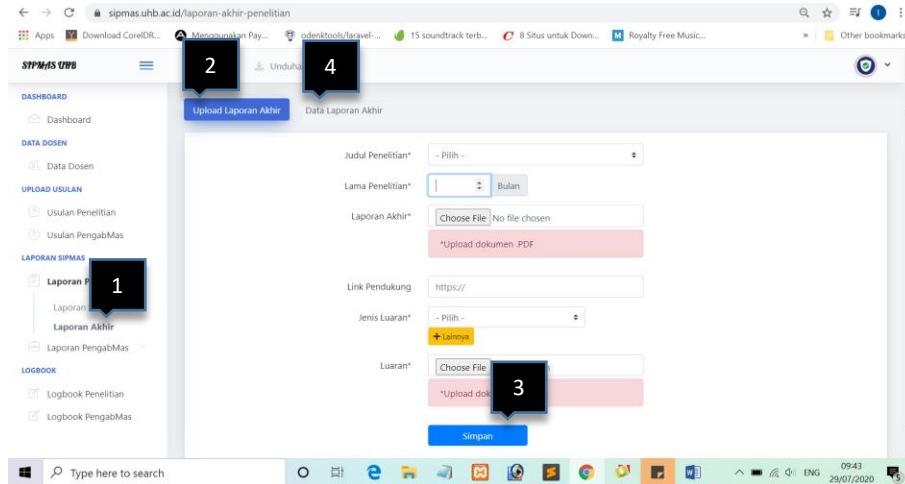 sipmas.uhb.ac.id/laporan-akhir-penelitian
Apps Download CorelDR... Menggunakan Pay... odenktools/laravel-... 15 soundtrack terb... 8 Situs untuk Down... Royalty Free Music... » Other bookmarks
SIPMAS UHB
2
4
DASHBOARD
Dashboard
DATA DOSEN
Data Dosen
UPLOAD USULAN
Usulan Penelitian
Usulan PengabMas
LAPORAN SIPMAS
Laporan
1
Laporan
Laporan Akhir
Laporan PengabMas
LOGBOOK
Logbook Penelitian
Logbook PengabMas
Upload Laporan Akhir Data Laporan Akhir
Judul Penelitian* - Pilih -
Lama Penelitian* Bulan
Laporan Akhir* Choose File No file chosen
*Upload dokumen .PDF
Link Pendukung https://
Jenis Luaran* - Pilih -
+ Lainnya
Luaran* Choose File
*Upload
3
Simpan
Type here to search
ENG
09:43
29/07/2020